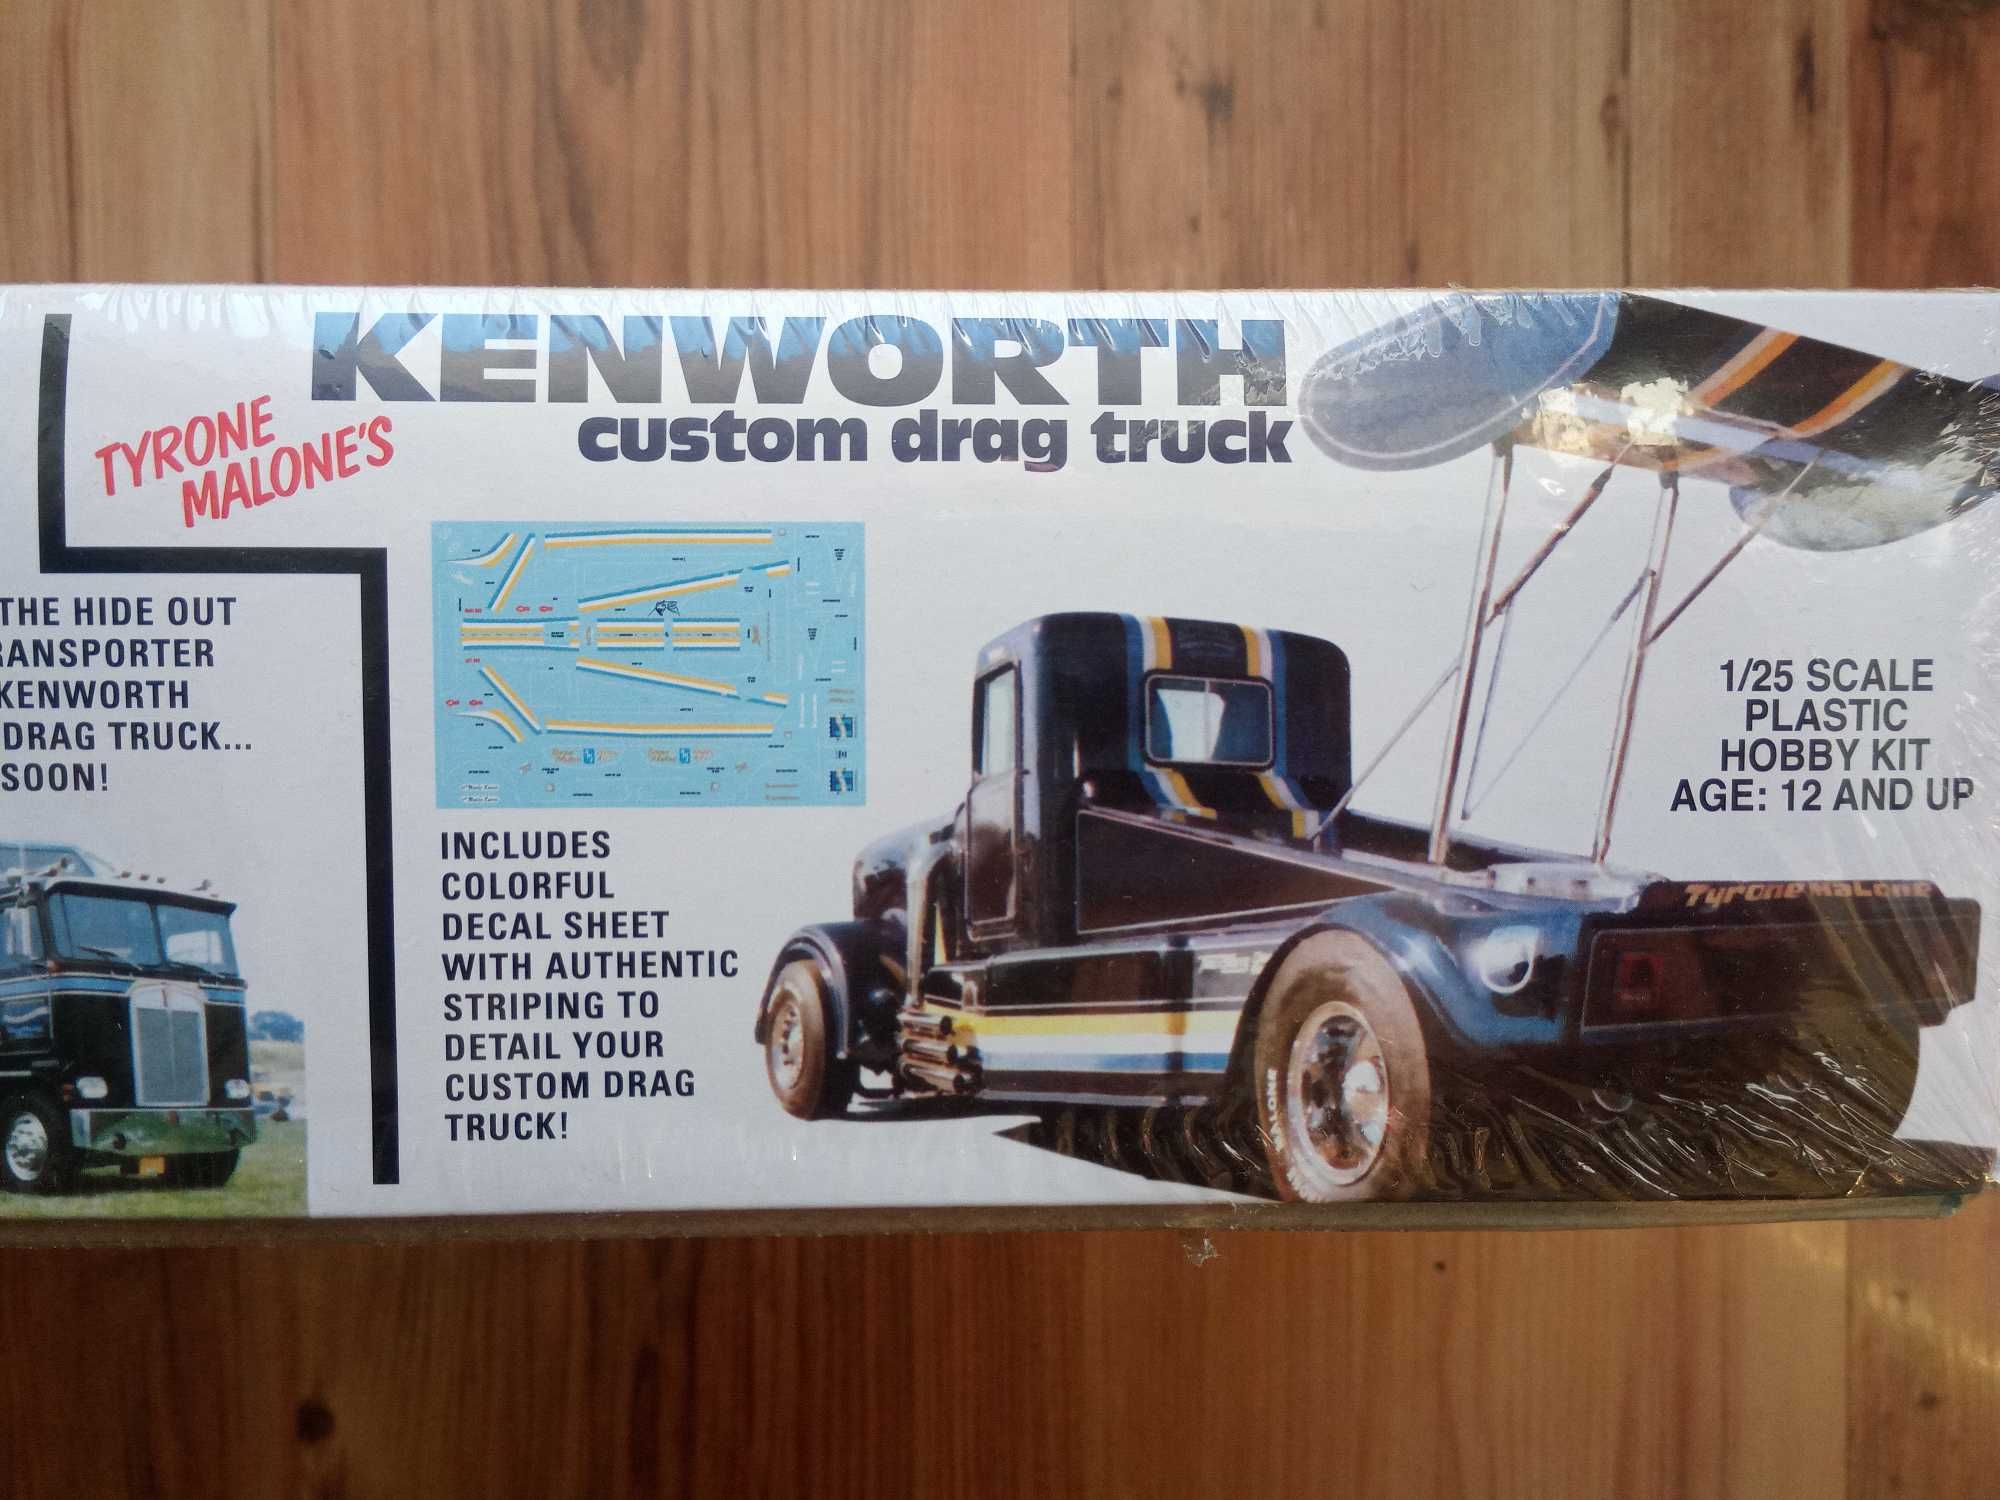 KENWORTH
custom drag truck
TYRONE
MALONE'S
THE HIDE OUT
RANSPORTER
KENWORTH
DRAG TRUCK...
SOON!
INCLUDES
COLORFUL
DECAL SHEET
WITH AUTHENTIC
STRIPING TO
DETAIL YOUR
CUSTOM DRAG
TRUCK!
1/25 SCALE
PLASTIC
HOBBY KIT
AGE: 12 AND UP
Tyrone Malone
MALONE